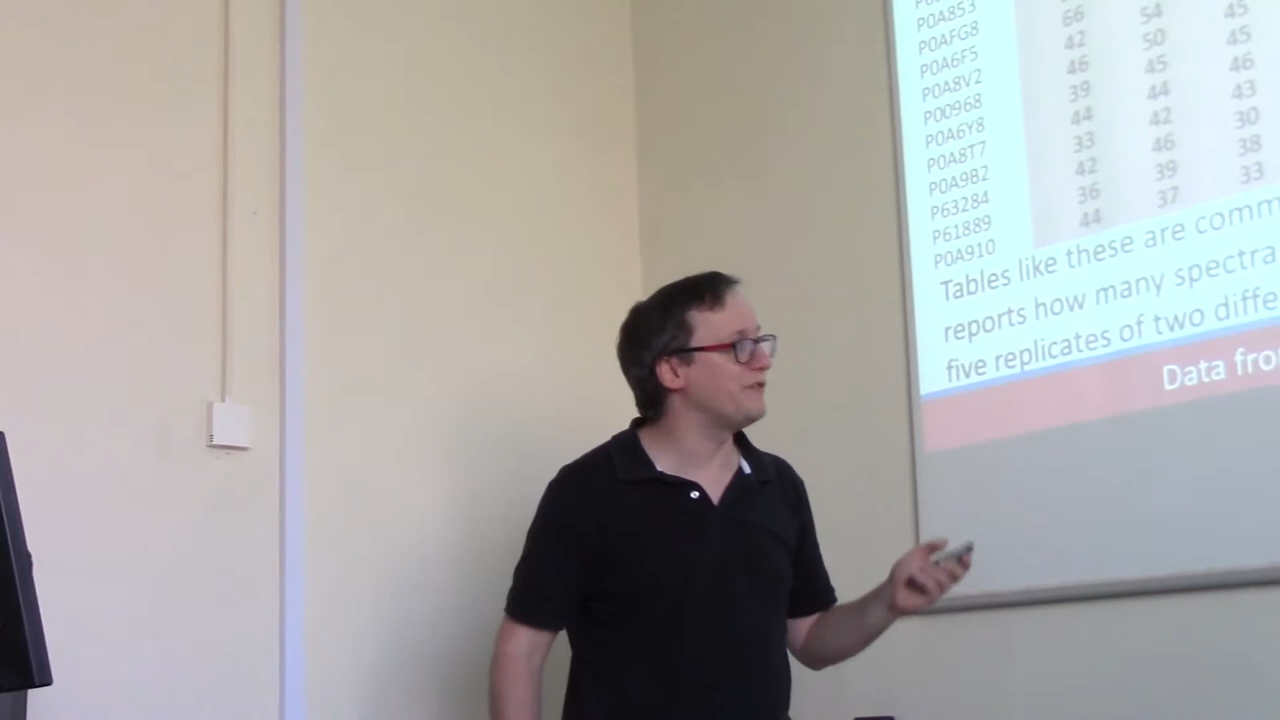 P0A853
P0AFG8
P0A6F5 66
P0A8V2 42 54
P00968 46 50 45
P0A6Y8 39 45 45
P0A8T7 44 44 46
P0A9B2 33 42 43
P63284 42 46 30
P61889 36 39 38
P0A910 44 37 33
Tables like these are comm
reports how many spectra
five replicates of two diffe
Data fro